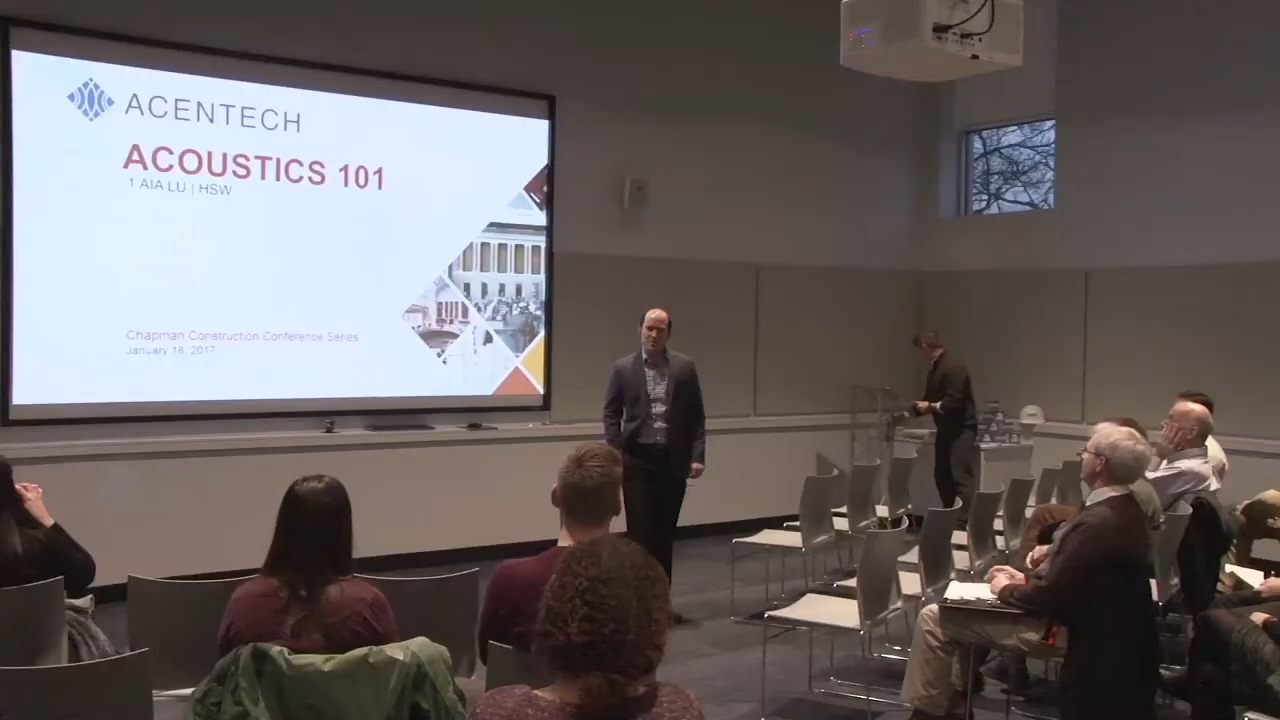 ACENTECH
ACOUSTICS 101
1 AIA LU | HSW
Chapman Construction Conference Series
January 18, 2017